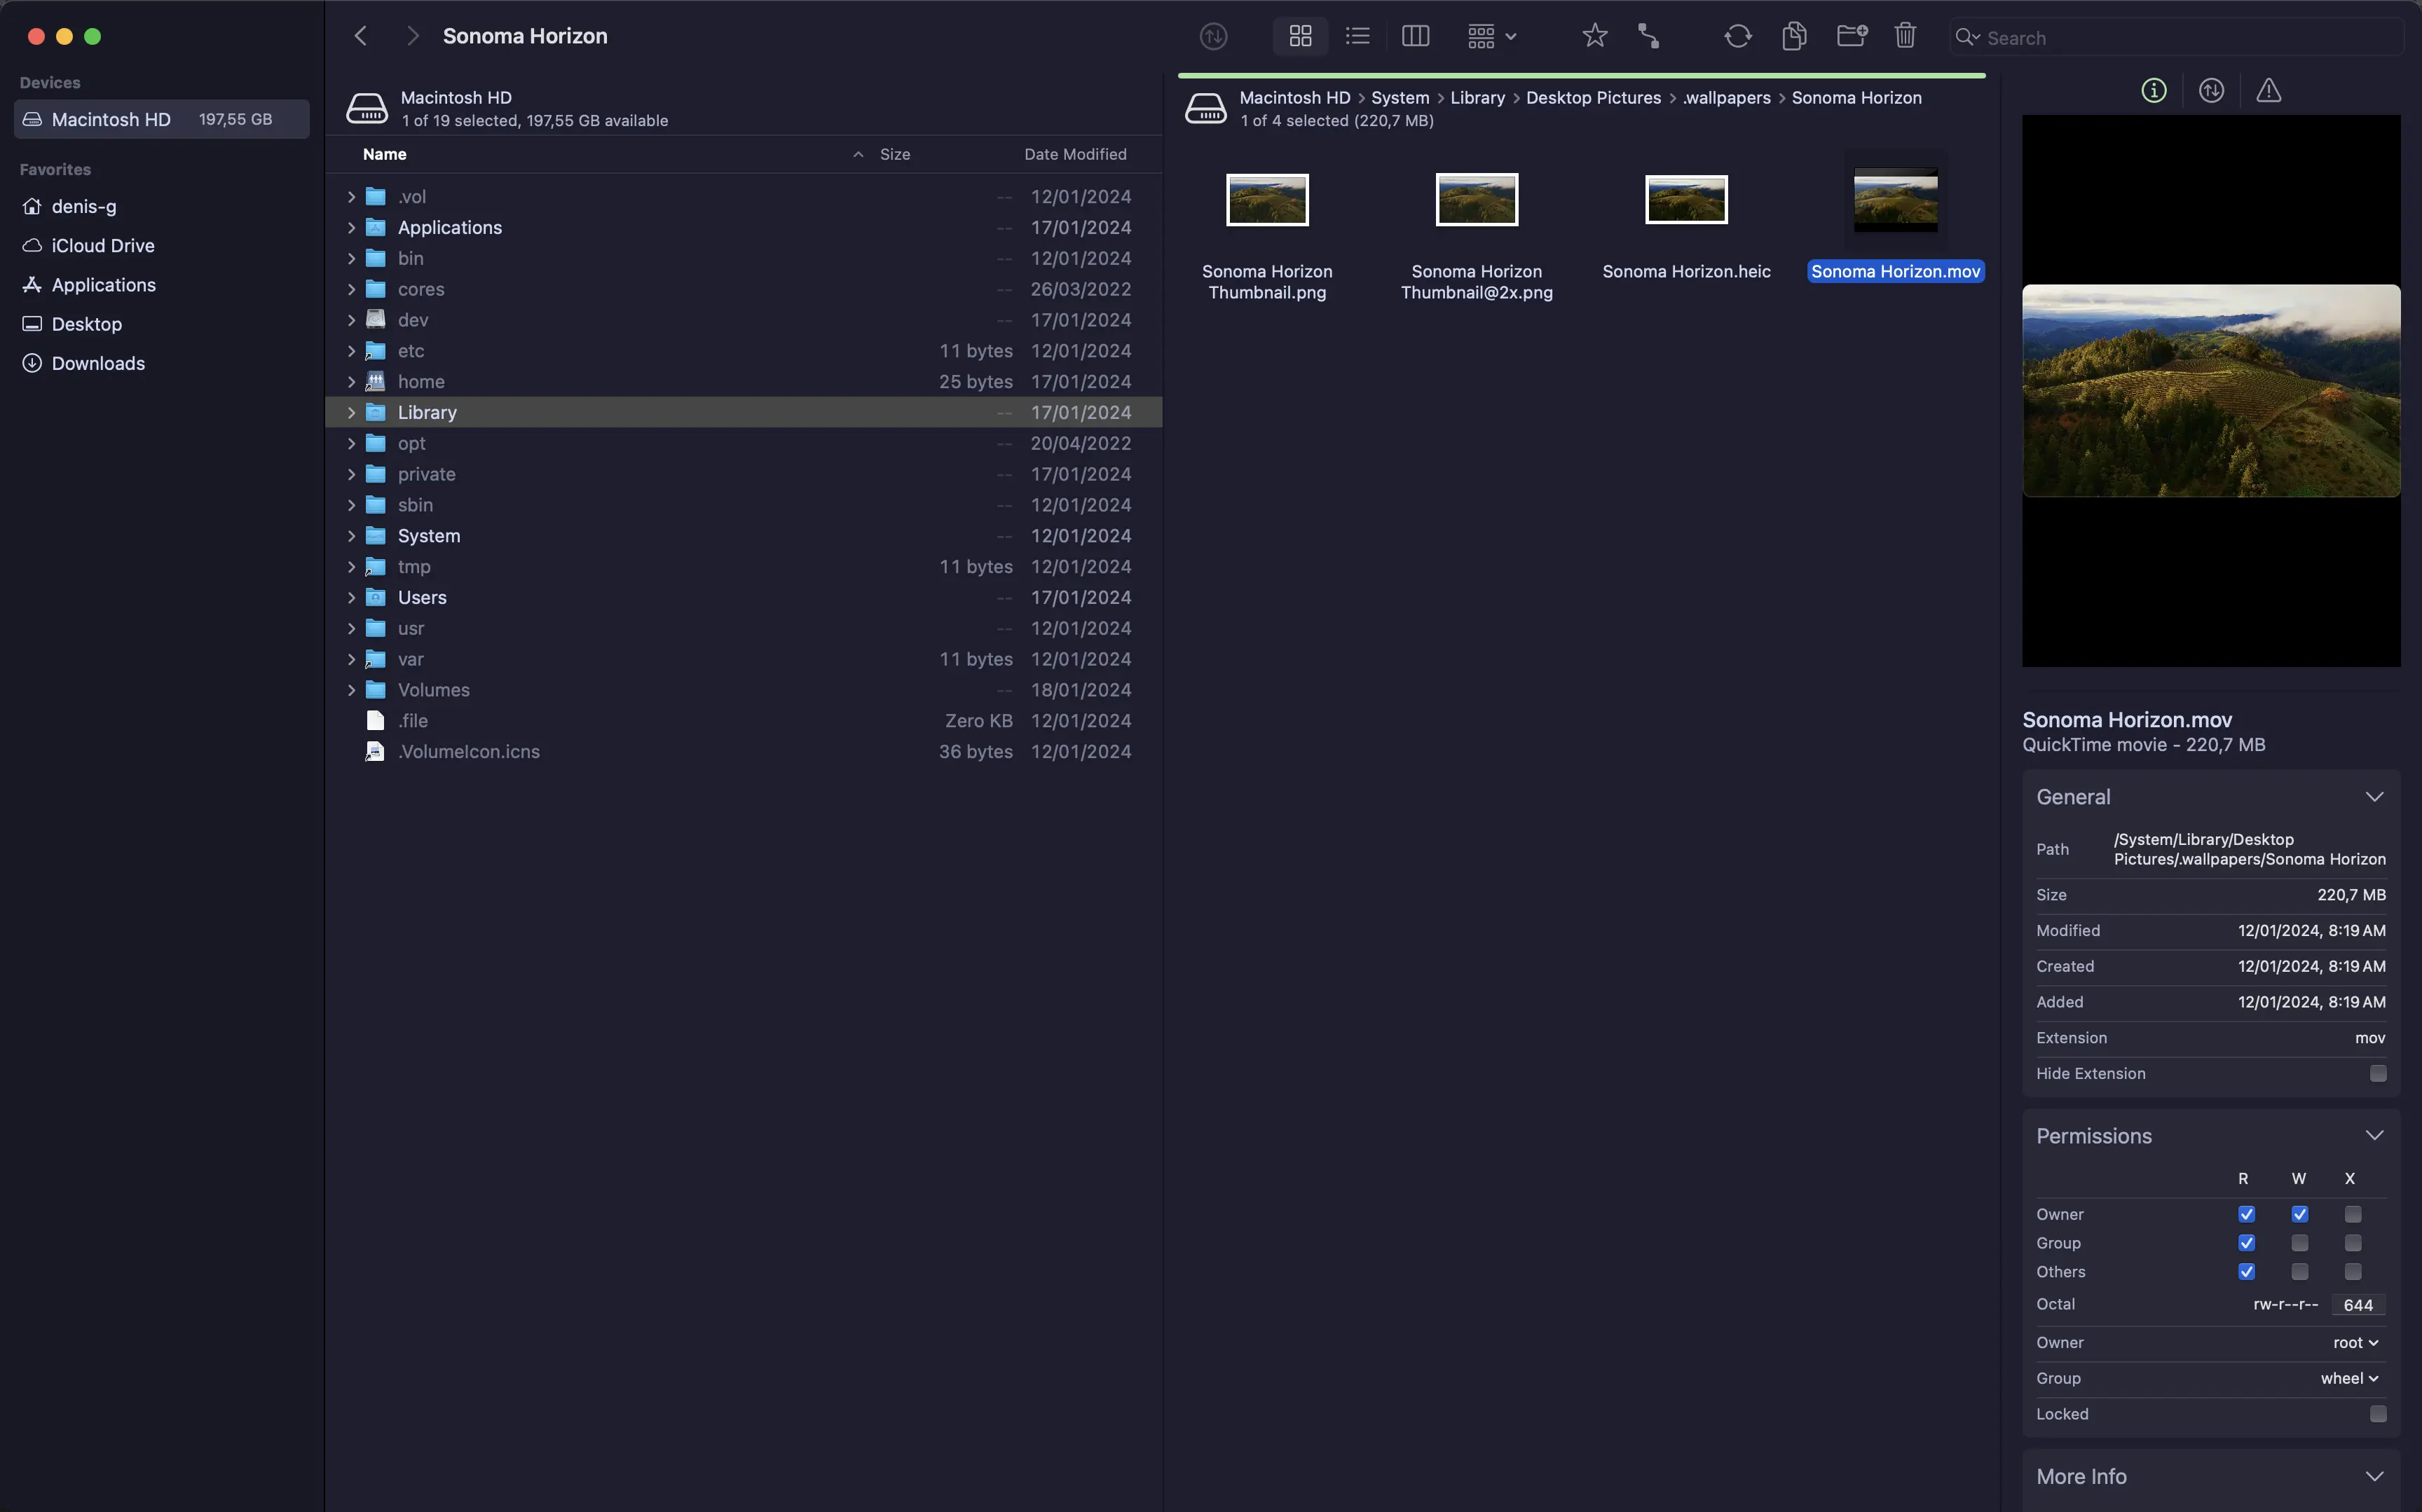 Sonoma Horizon
Search
Devices
Macintosh HD 197,55 GB
Favorites
denis-g
iCloud Drive
Applications
Desktop
Downloads
Macintosh HD
1 of 19 selected, 197,55 GB available
Name Size Date Modified
.vol -- 12/01/2024
Applications -- 17/01/2024
bin -- 12/01/2024
cores -- 26/03/2022
dev -- 17/01/2024
etc 11 bytes 12/01/2024
home 25 bytes 17/01/2024
Library -- 17/01/2024
opt -- 20/04/2022
private -- 17/01/2024
sbin -- 12/01/2024
System -- 12/01/2024
tmp 11 bytes 12/01/2024
Users -- 17/01/2024
usr -- 12/01/2024
var 11 bytes 12/01/2024
Volumes -- 18/01/2024
.file Zero KB 12/01/2024
.VolumeIcon.icns 36 bytes 12/01/2024
Macintosh HD › System › Library › Desktop Pictures › .wallpapers › Sonoma Horizon
1 of 4 selected (220,7 MB)
Sonoma Horizon
Thumbnail.png
Sonoma Horizon
Thumbnail@2x.png
Sonoma Horizon.heic
Sonoma Horizon.mov
Sonoma Horizon.mov
QuickTime movie - 220,7 MB
General
Path /System/Library/Desktop
Pictures/.wallpapers/Sonoma Horizon
Size 220,7 MB
Modified 12/01/2024, 8:19 AM
Created 12/01/2024, 8:19 AM
Added 12/01/2024, 8:19 AM
Extension mov
Hide Extension
Permissions
R W X
Owner
Group
Others
Octal rw-r--r-- 644
Owner root
Group wheel
Locked
More Info